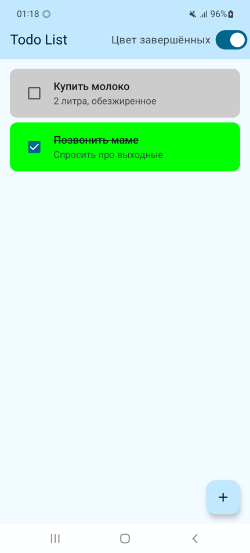 01:18 96%
Todo List Цвет завершённых
Купить молоко
2 литра, обезжиренное
Позвонить маме
Спросить про выходные
+